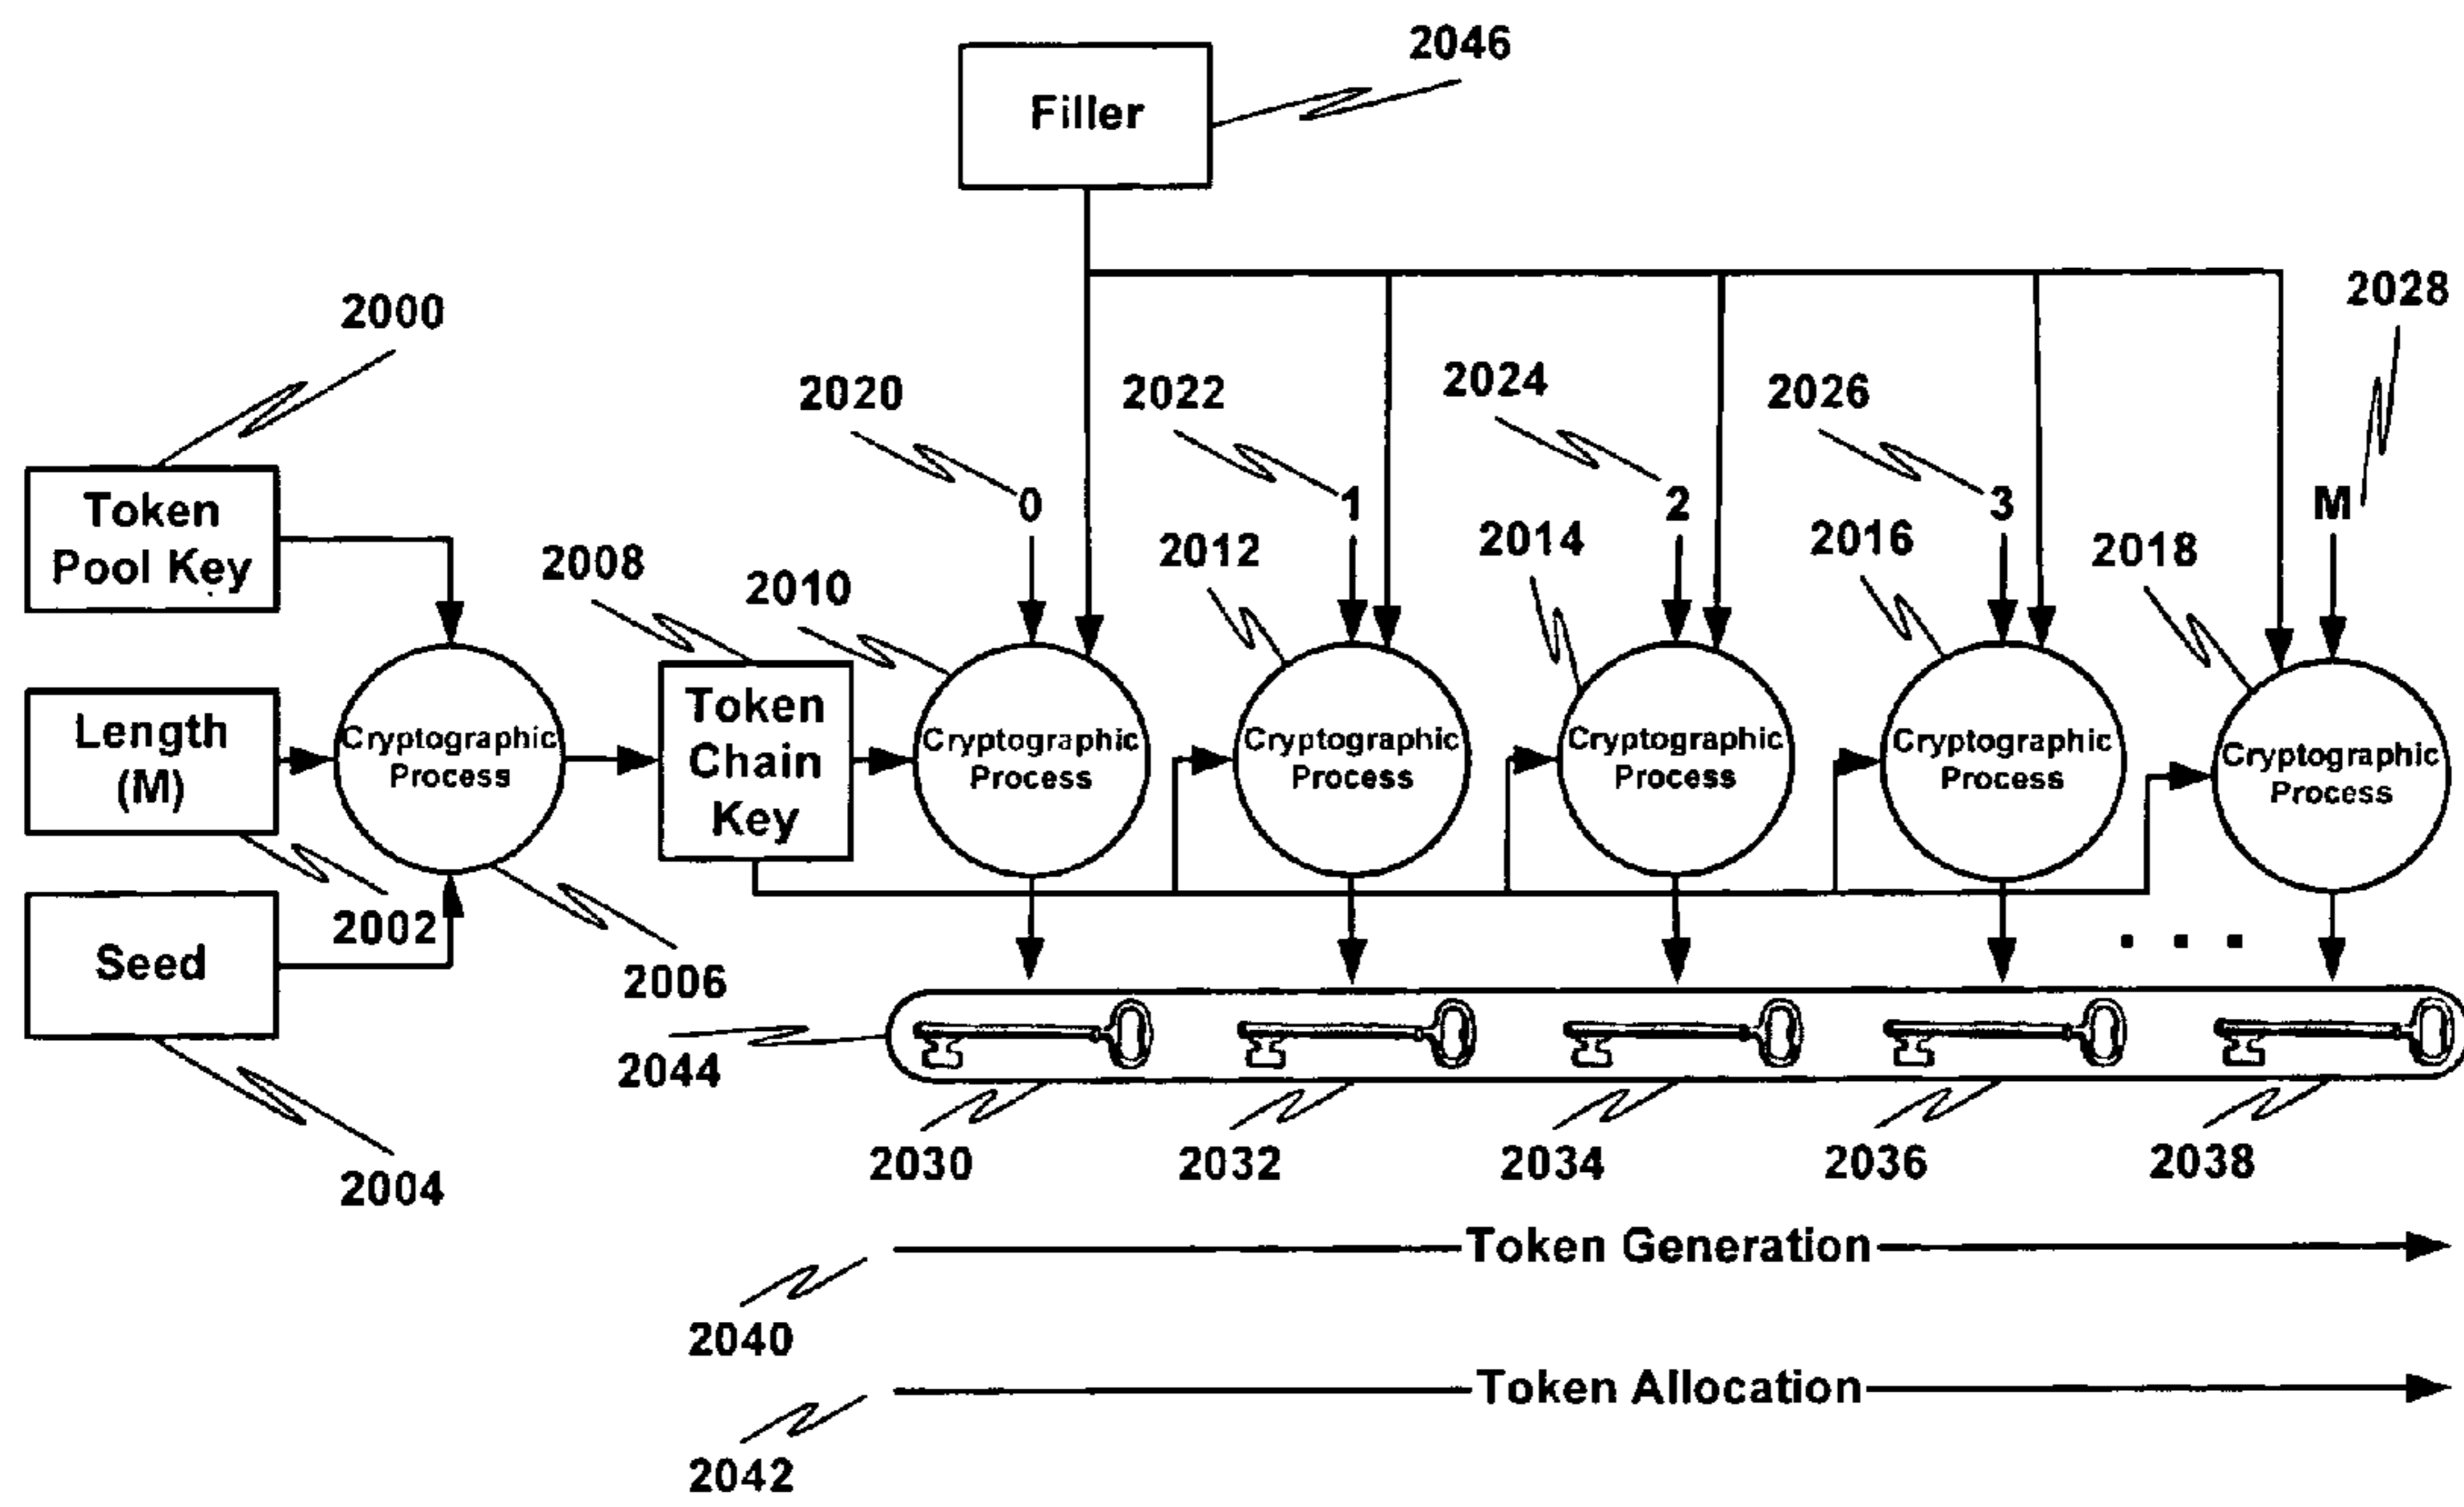 2046
Filler
2028
2000
2020
2022
2024
2026
0
1
2
3
M
Token
Pool Key
2008
2010
2012
2014
2016
2018
Length
(M)
Cryptographic
Process
Token
Chain
Key
Cryptographic
Process
Cryptographic
Process
Cryptographic
Process
Cryptographic
Process
Cryptographic
Process
2002
Seed
2006
. . .
2044
2004
2030
2032
2034
2036
2038
Token Generation
2040
Token Allocation
2042